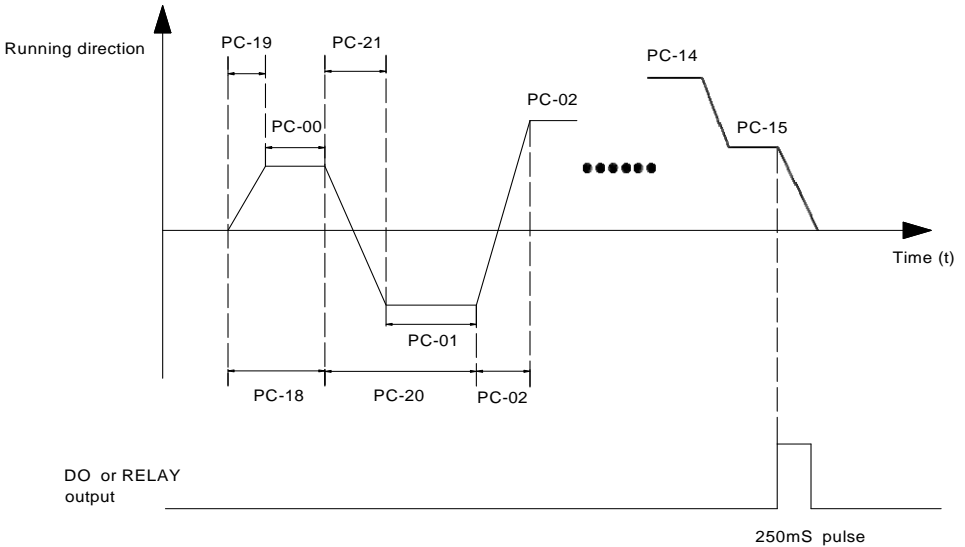 PC-19
PC-21
PC-14
Running direction
PC-02
PC-00
PC-15
Time (t)
PC-01
PC-18
PC-20
PC-02
DO or RELAY
output
250mS pulse